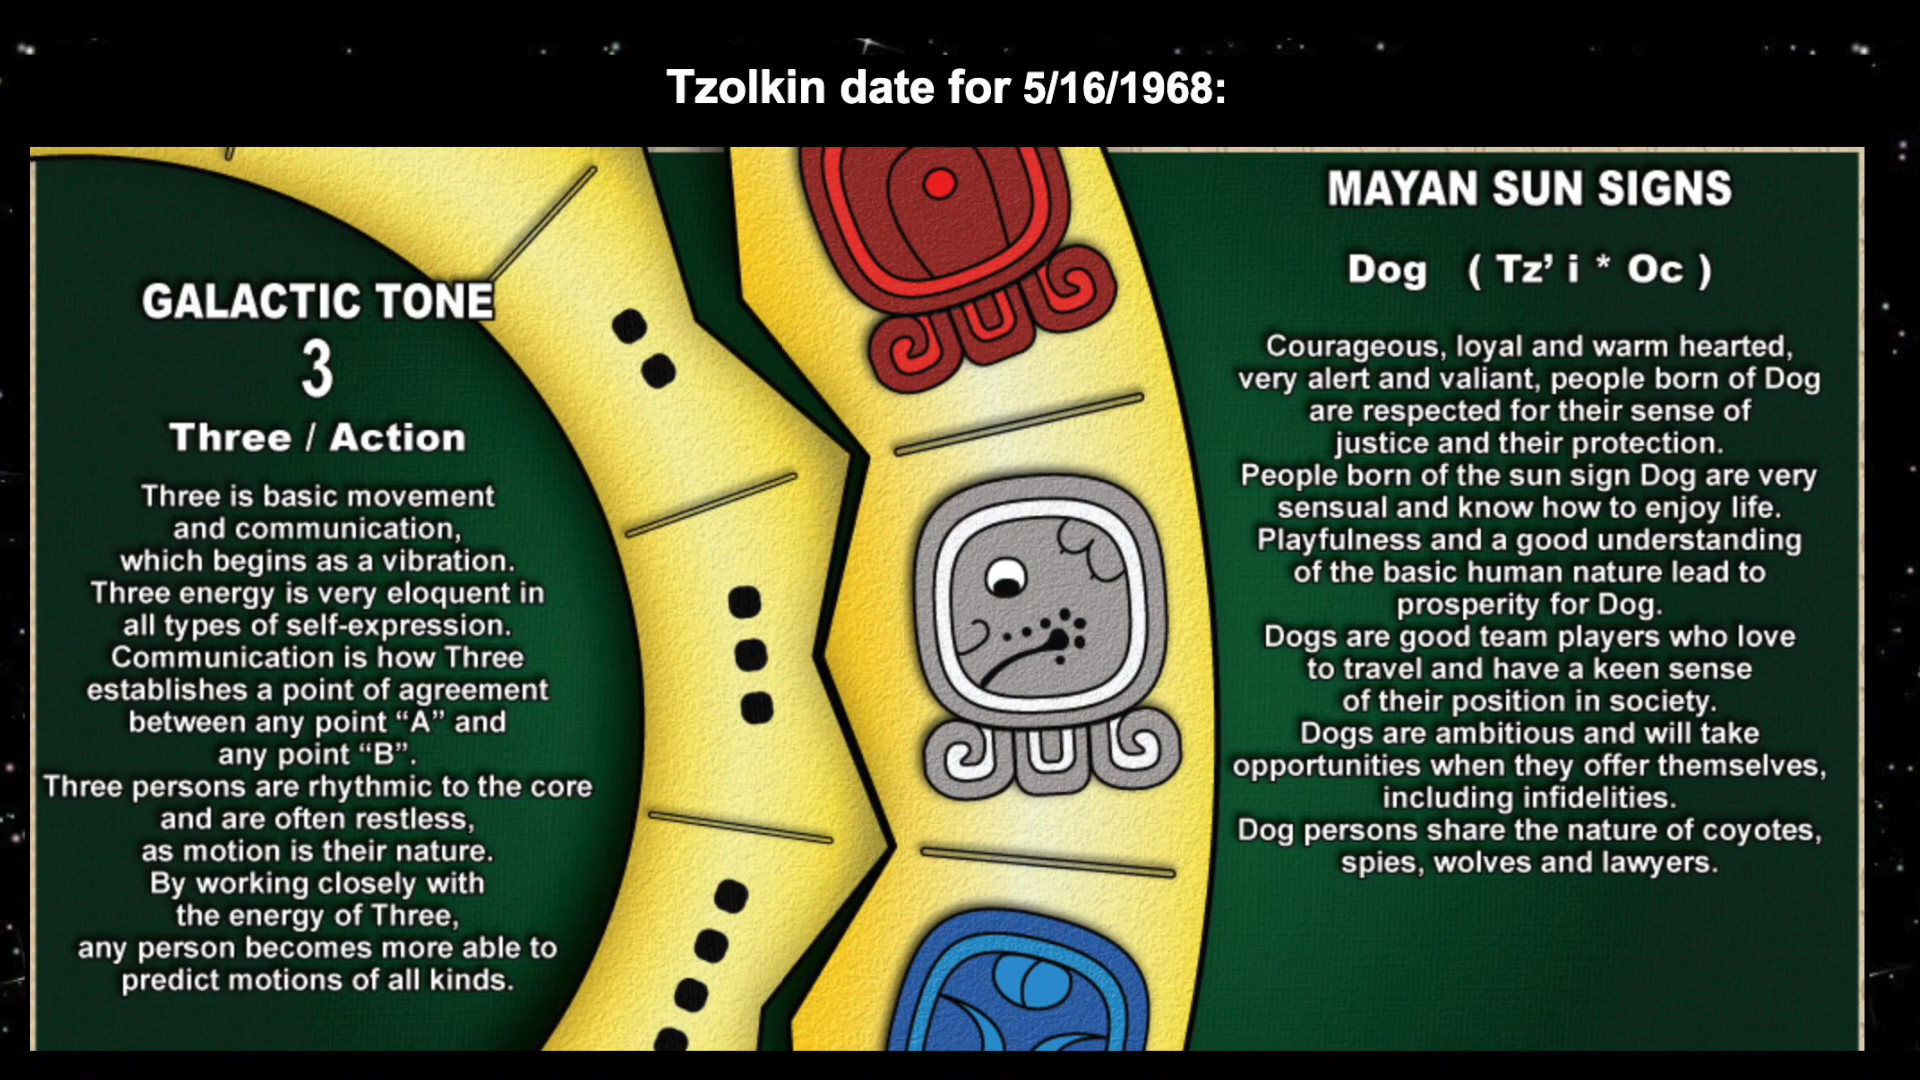 Tzolkin date for 5/16/1968:
GALACTIC TONE
3
Three / Action
Three is basic movement
and communication,
which begins as a vibration.
Three energy is very eloquent in
all types of self-expression.
Communication is how Three
establishes a point of agreement
between any point “A” and
any point “B”.
Three persons are rhythmic to the core
and are often restless,
as motion is their nature.
By working closely with
the energy of Three,
any person becomes more able to
predict motions of all kinds.
MAYAN SUN SIGNS
Dog ( Tz’ i * Oc )
Courageous, loyal and warm hearted,
very alert and valiant, people born of Dog
are respected for their sense of
justice and their protection.
People born of the sun sign Dog are very
sensual and know how to enjoy life.
Playfulness and a good understanding
of the basic human nature lead to
prosperity for Dog.
Dogs are good team players who love
to travel and have a keen sense
of their position in society.
Dogs are ambitious and will take
opportunities when they offer themselves,
including infidelities.
Dog persons share the nature of coyotes,
spies, wolves and lawyers.